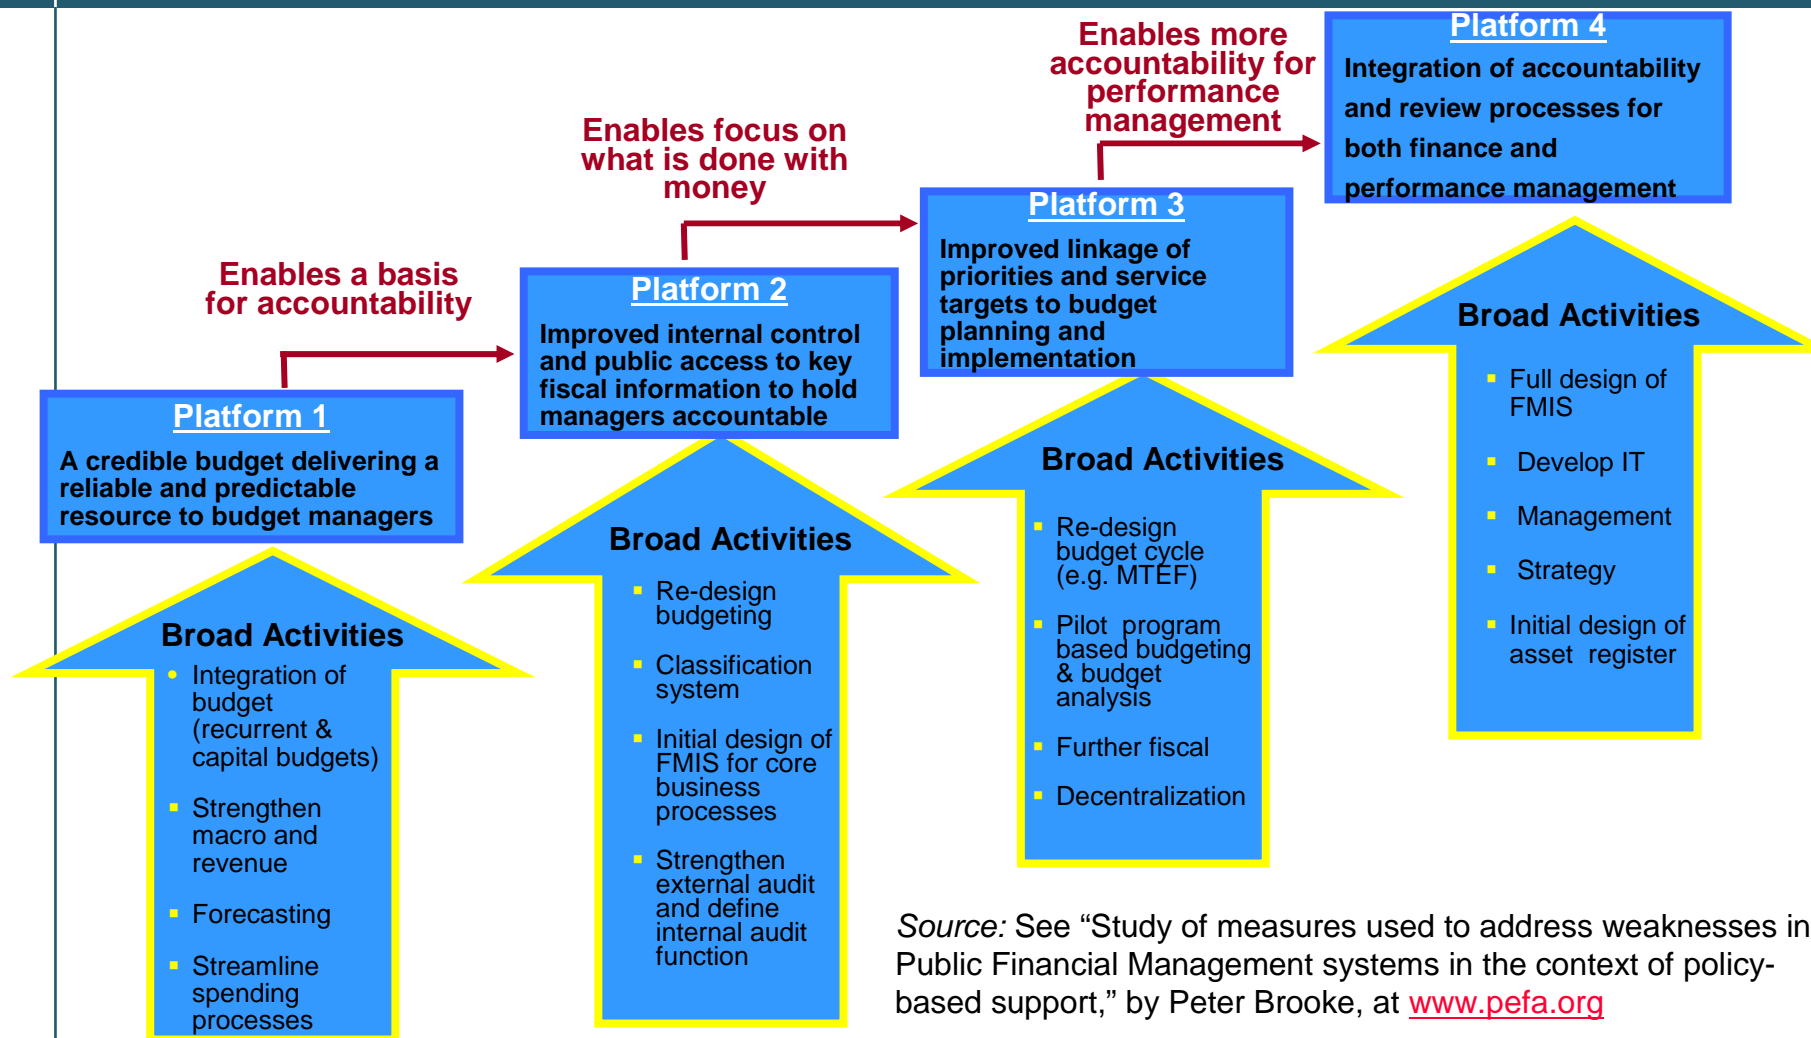 Platform 1
A credible budget delivering a
reliable and predictable
resource to budget managers
Broad Activities
• Integration of
budget
(recurrent &
capital budgets)
▪ Strengthen
macro and
revenue
▪ Forecasting
▪ Streamline
spending
processes
Enables a basis
for accountability
Platform 2
Improved internal control
and public access to key
fiscal information to hold
managers accountable
Broad Activities
▪ Re-design
budgeting
▪ Classification
system
▪ Initial design of
FMIS for core
business
processes
▪ Strengthen
external audit
and define
internal audit
function
Enables focus on
what is done with
money
Platform 3
Improved linkage of
priorities and service
targets to budget
planning and
implementation
Broad Activities
▪ Re-design
budget cycle
(e.g. MTEF)
▪ Pilot program
based budgeting
& budget
analysis
▪ Further fiscal
▪ Decentralization
Enables more
accountability for
performance
management
Platform 4
Integration of accountability
and review processes for
both finance and
performance management
Broad Activities
▪ Full design of
FMIS
▪ Develop IT
▪ Management
▪ Strategy
▪ Initial design of
asset register
Source: See “Study of measures used to address weaknesses in
Public Financial Management systems in the context of policy-
based support,” by Peter Brooke, at www.pefa.org